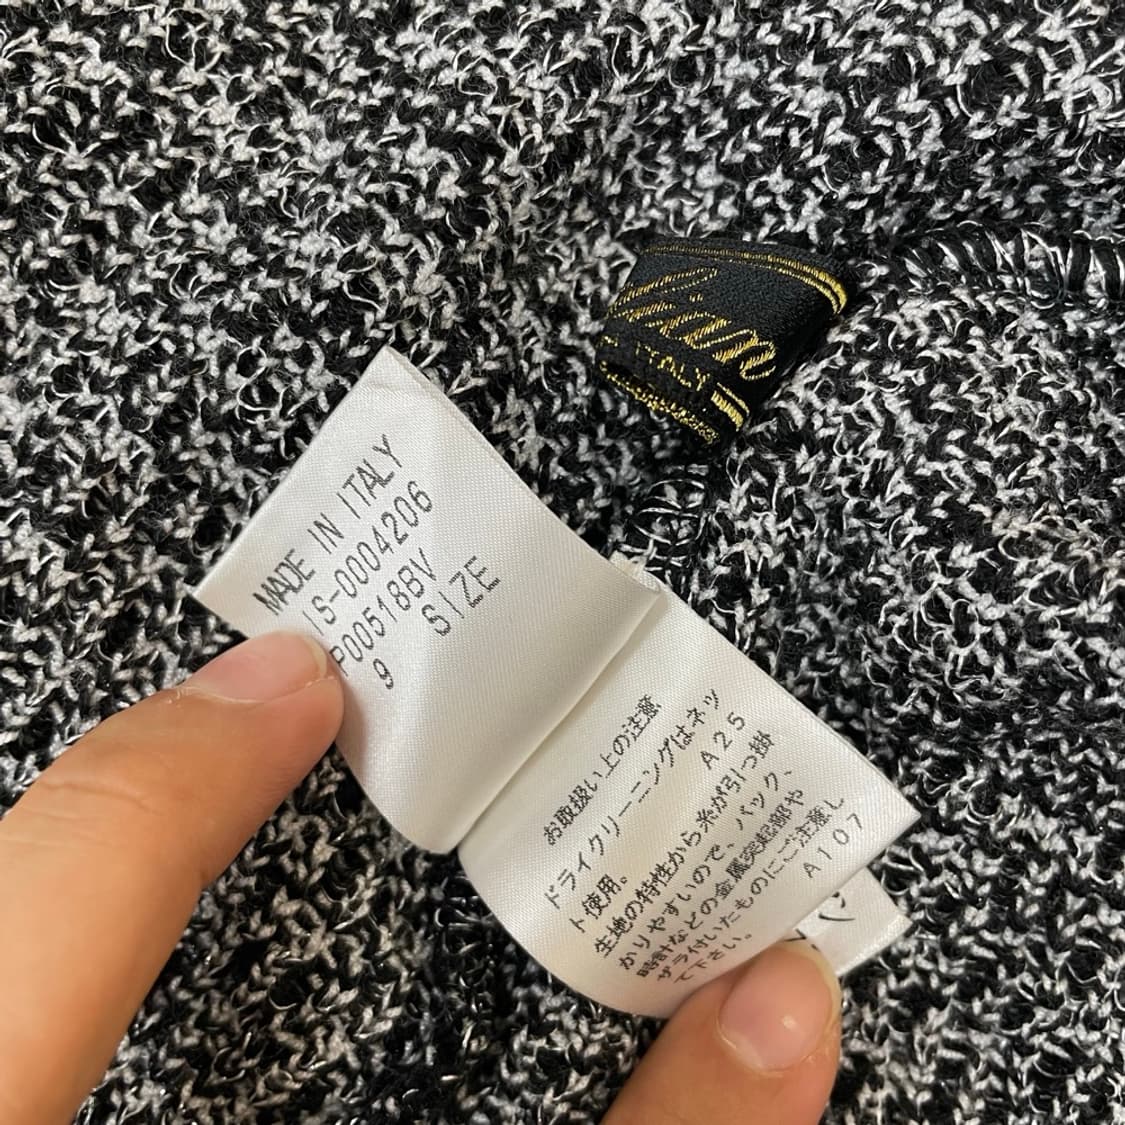 ITALY
MADE IN ITALY
IS-0004206
P00518BV
9 SIZE
お取扱い上の注意
ドライクリーニングはネッ
ト使用。 A25
生地の特性から糸が引っ掛
かりやすいので、バック、
時計などの金属突起部や
ザラ付いたものにご注意し
て下さい。 A107